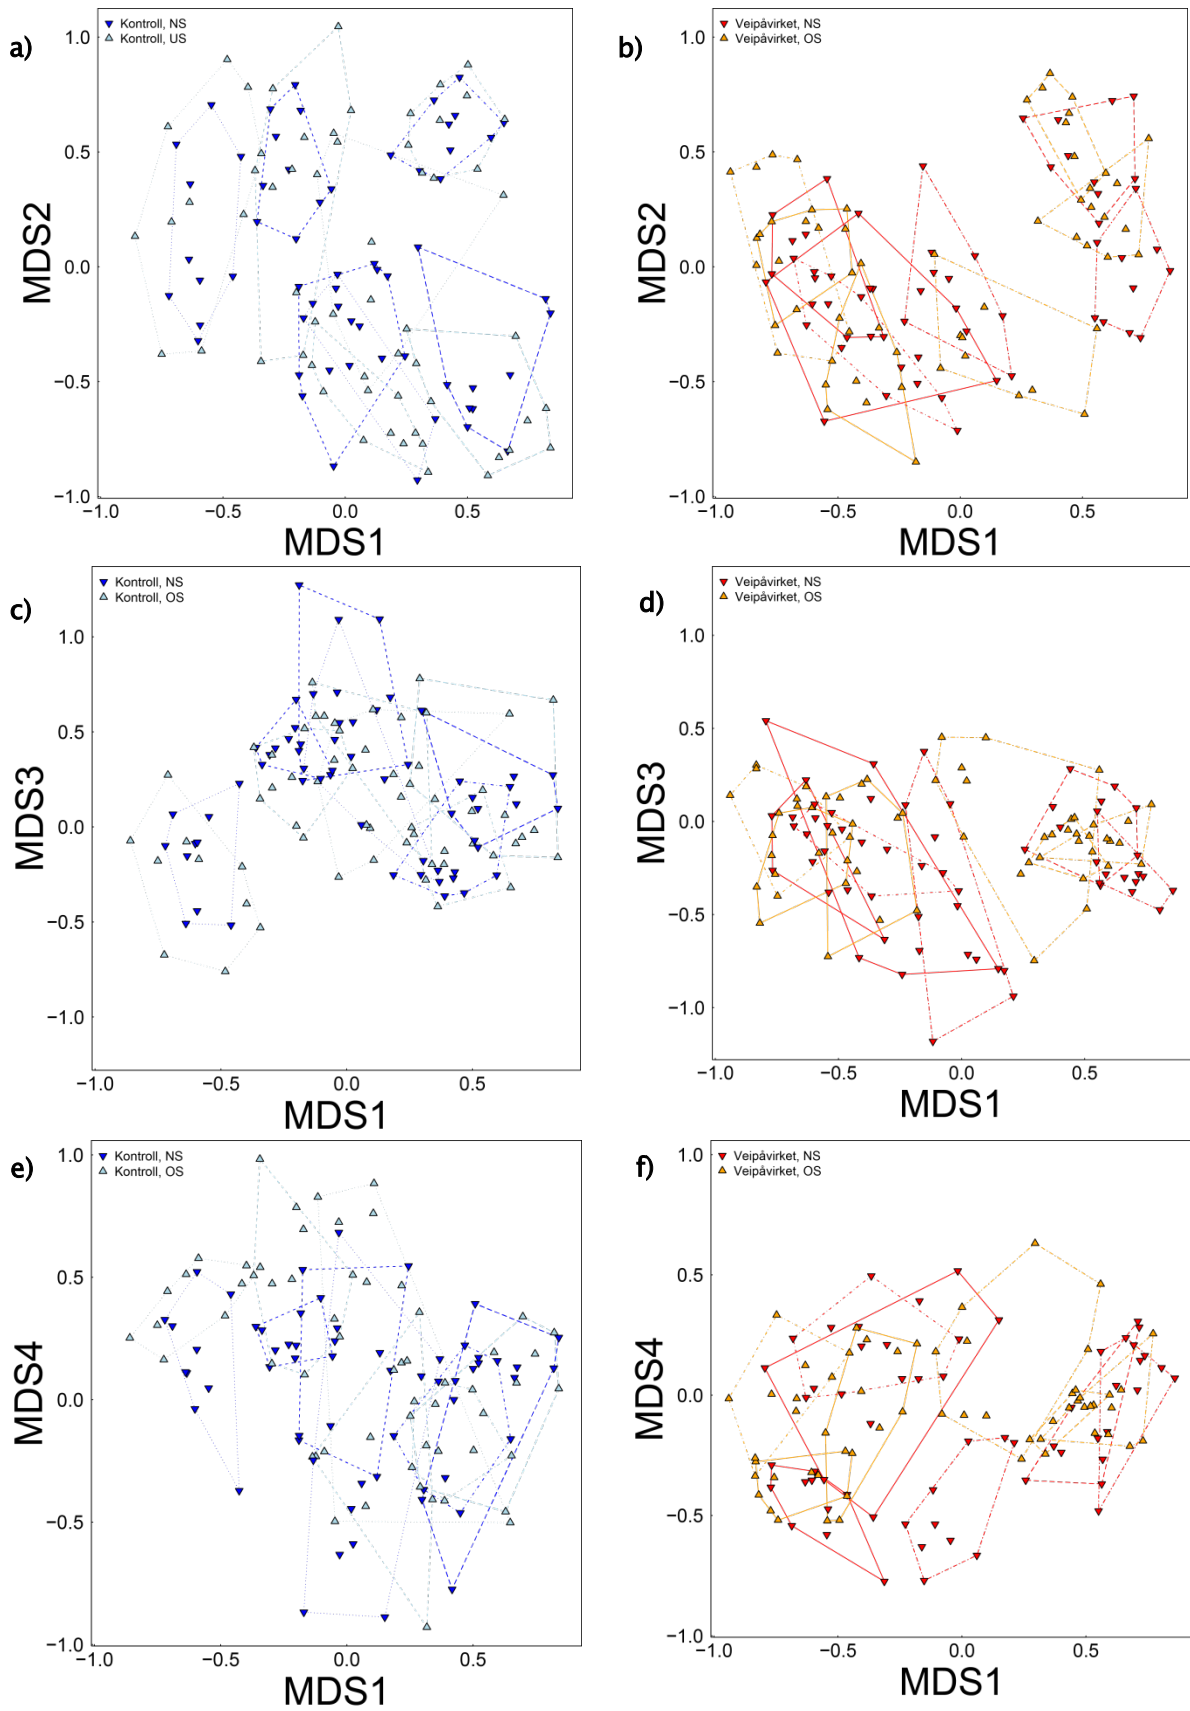 a)
Kontroll, NS
Kontroll, US
1.0
0.5
0.0
−0.5
−1.0
MDS2
−1.0 −0.5 0.0 0.5
MDS1
b)
Veipåvirket, NS
Veipåvirket, OS
1.0
0.5
0.0
−0.5
−1.0
MDS2
−1.0 −0.5 0.0 0.5
MDS1
c)
Kontroll, NS
Kontroll, OS
1.0
0.5
0.0
−0.5
−1.0
MDS3
−1.0 −0.5 0.0 0.5
MDS1
d)
Veipåvirket, NS
Veipåvirket, OS
1.0
0.5
0.0
−0.5
−1.0
MDS3
−1.0 −0.5 0.0 0.5
MDS1
e)
Kontroll, NS
Kontroll, OS
1.0
0.5
0.0
−0.5
−1.0
MDS4
−1.0 −0.5 0.0 0.5
MDS1
f)
Veipåvirket, NS
Veipåvirket, OS
1.0
0.5
0.0
−0.5
−1.0
MDS4
−1.0 −0.5 0.0 0.5
MDS1